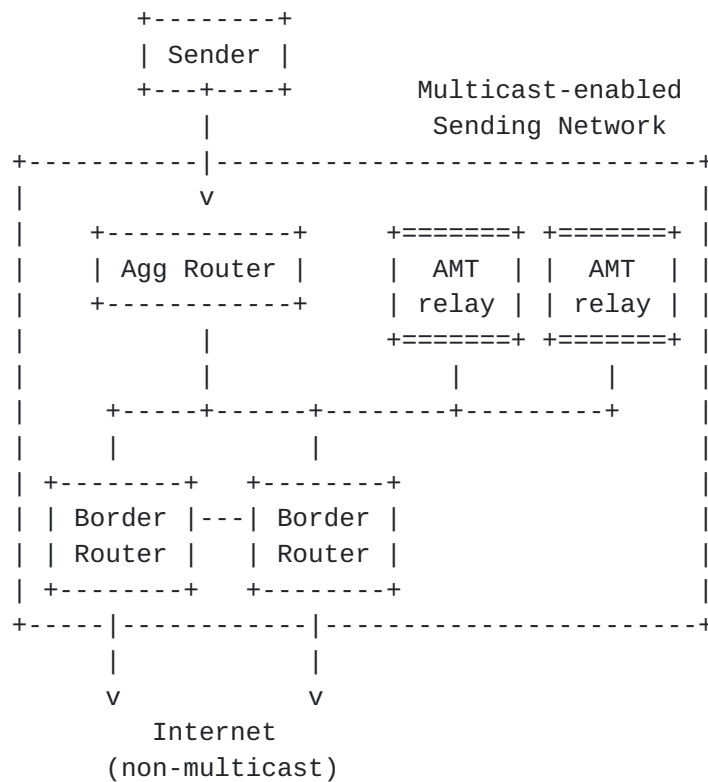 Sender
Multicast-enabled
Sending Network
v
Agg Router AMT AMT
relay relay
Border Border
Router Router
v v
Internet
(non-multicast)